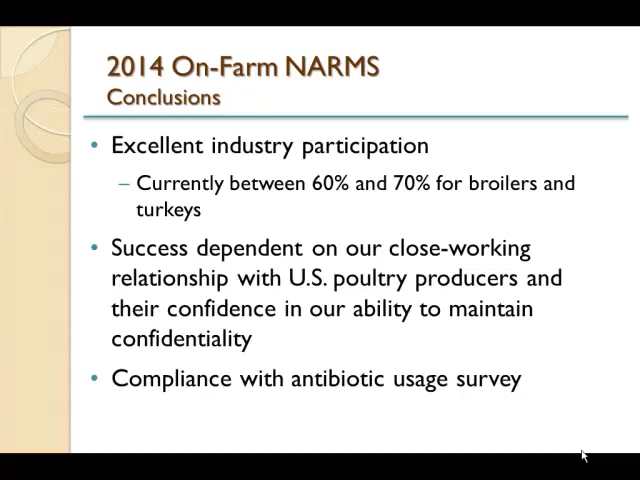 2014 On-Farm NARMS
Conclusions
• Excellent industry participation
– Currently between 60% and 70% for broilers and
turkeys
• Success dependent on our close-working
relationship with U.S. poultry producers and
their confidence in our ability to maintain
confidentiality
• Compliance with antibiotic usage survey